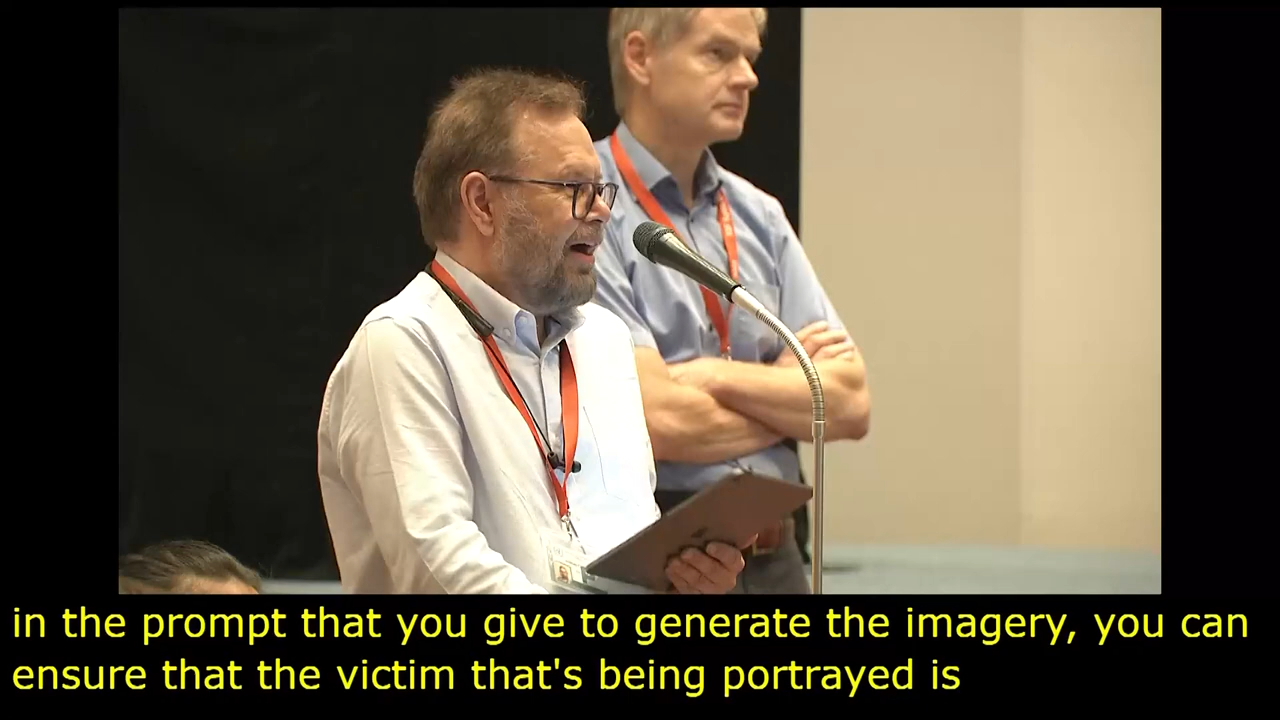 in the prompt that you give to generate the imagery, you can
ensure that the victim that's being portrayed is